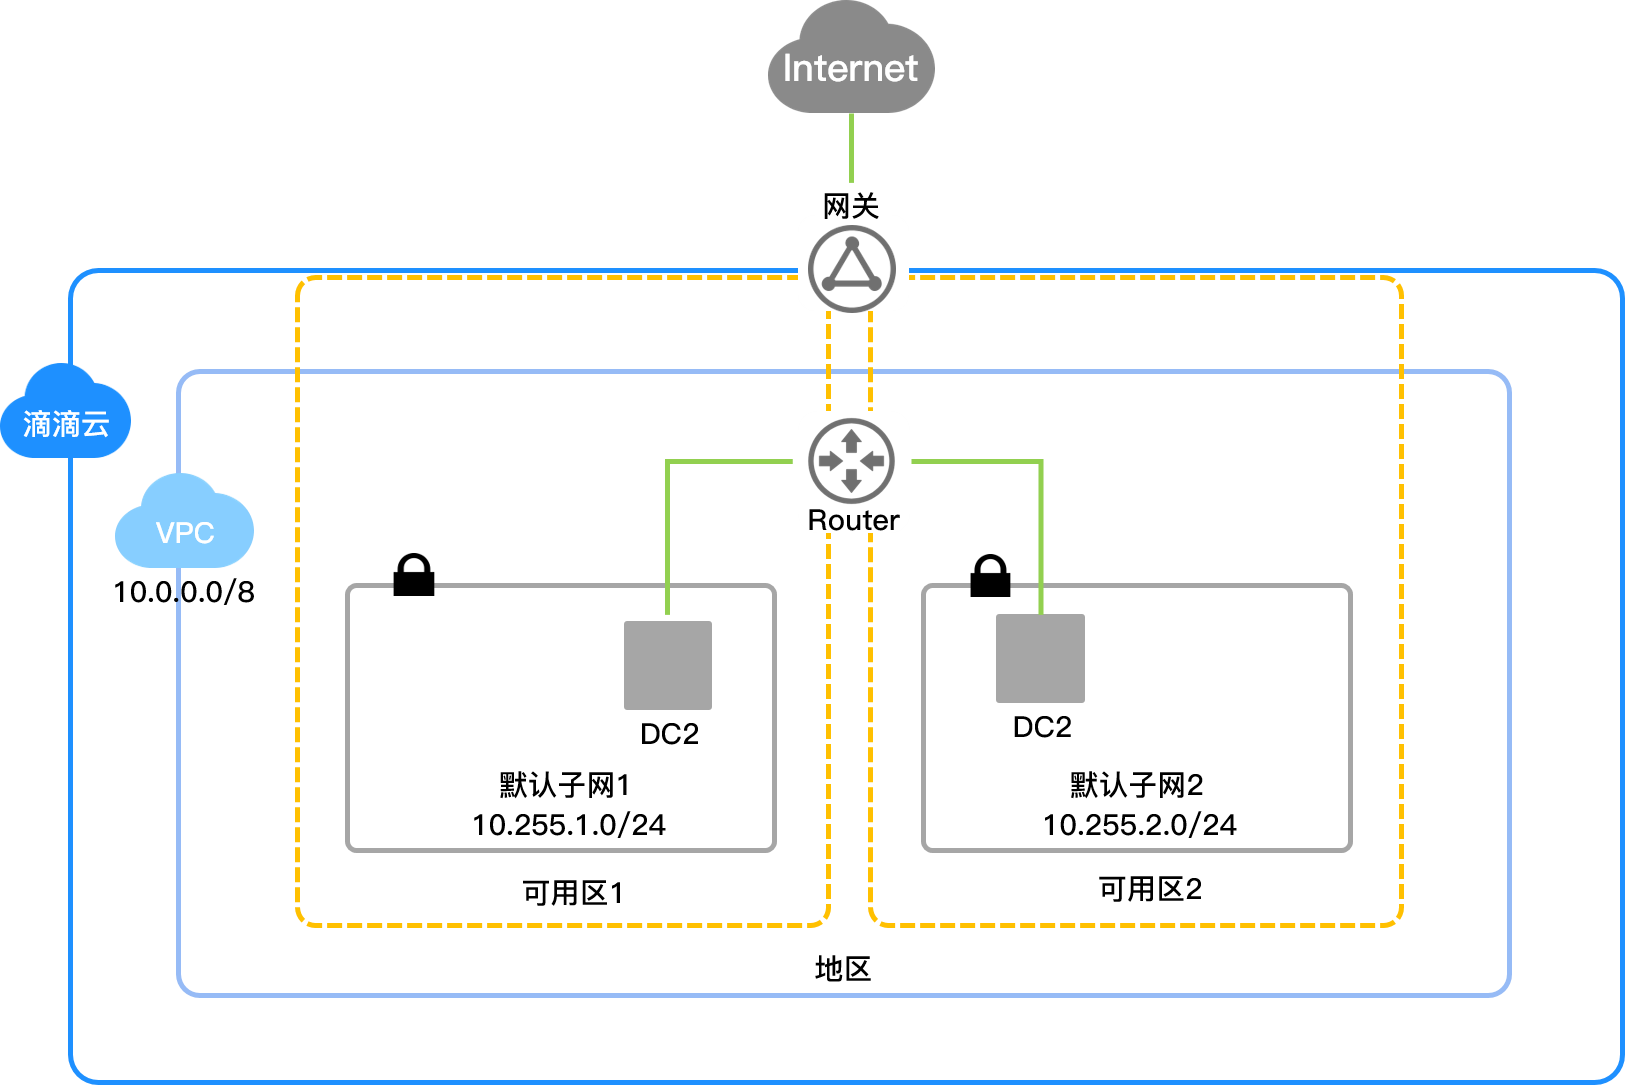 Internet
网关
滴滴云
VPC
10.0.0.0/8
Router
DC2
默认子网1
10.255.1.0/24
可用区1
DC2
默认子网2
10.255.2.0/24
可用区2
地区